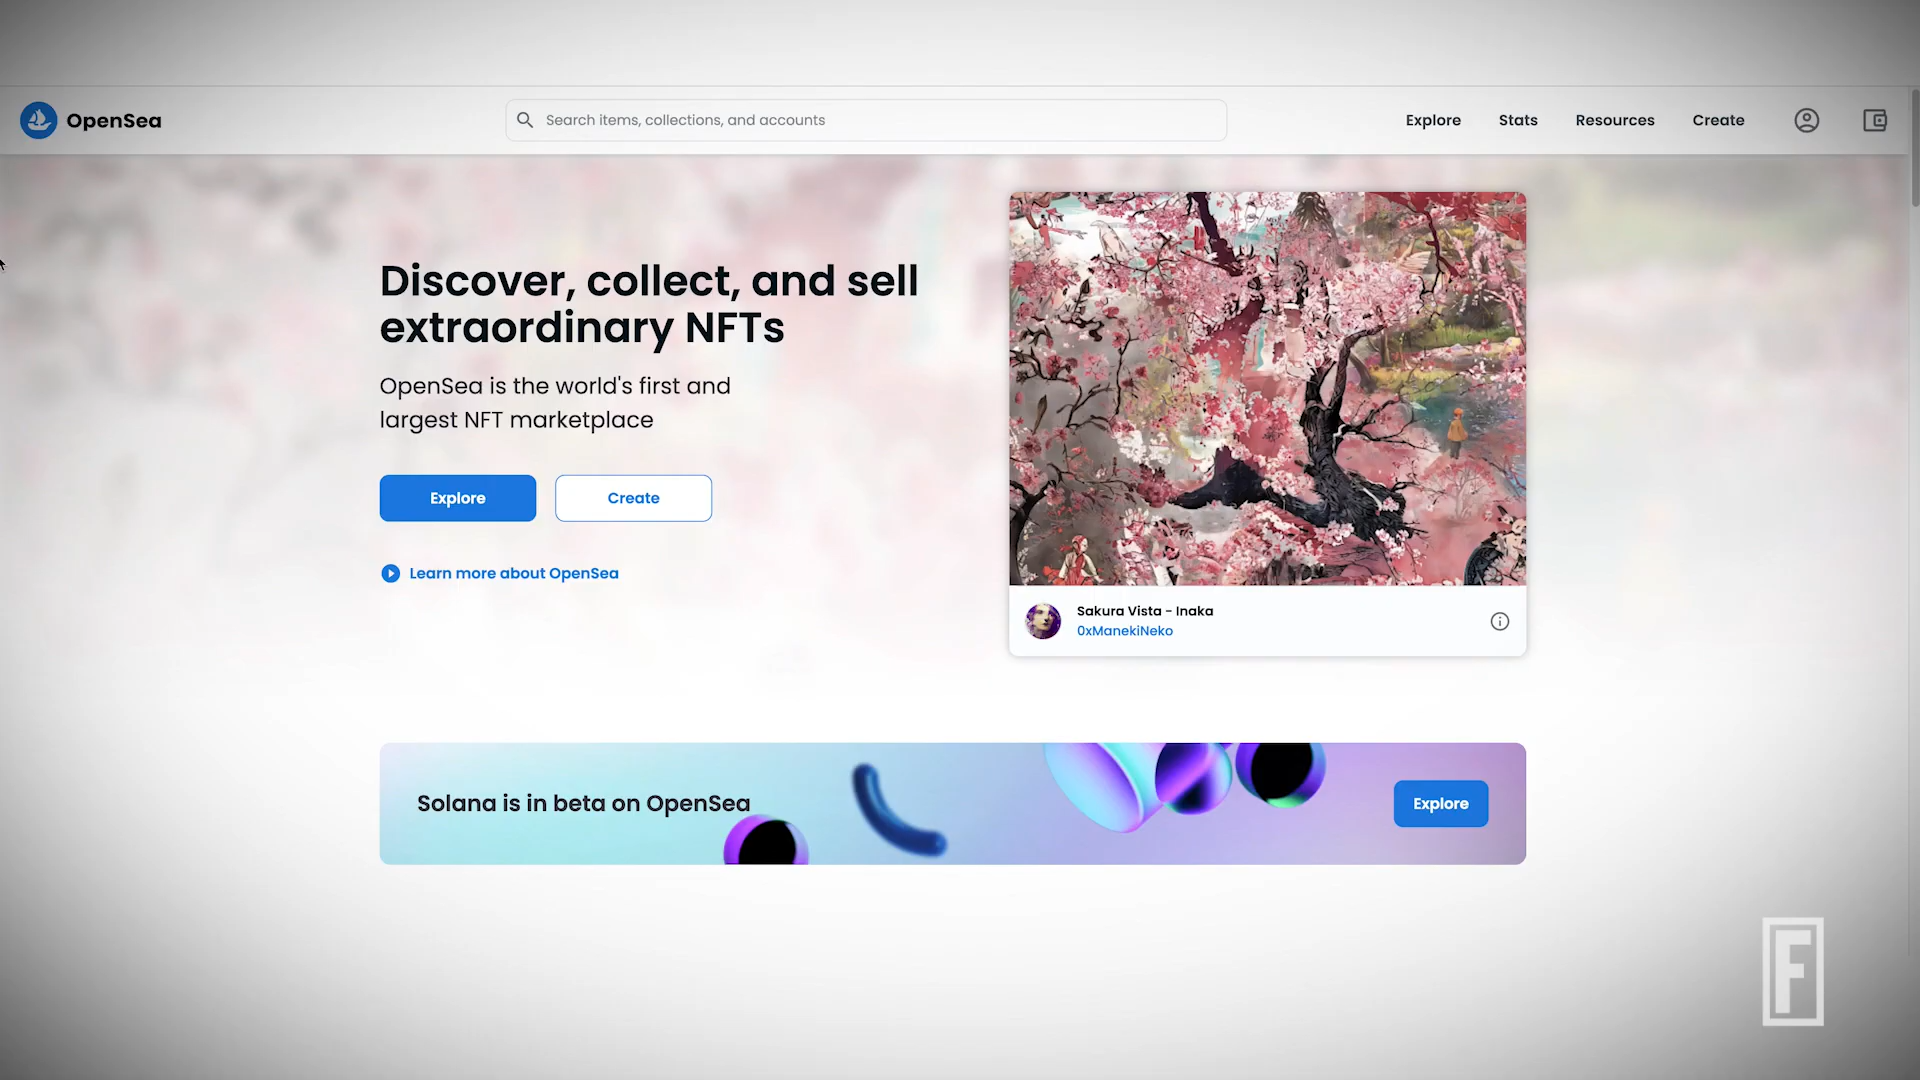 OpenSea
Search items, collections, and accounts
Explore
Stats
Resources
Create
Discover, collect, and sell
extraordinary NFTs
OpenSea is the world's first and
largest NFT marketplace
Explore
Create
Learn more about OpenSea
Sakura Vista - Inaka
0xManekiNeko
Solana is in beta on OpenSea
Explore
F